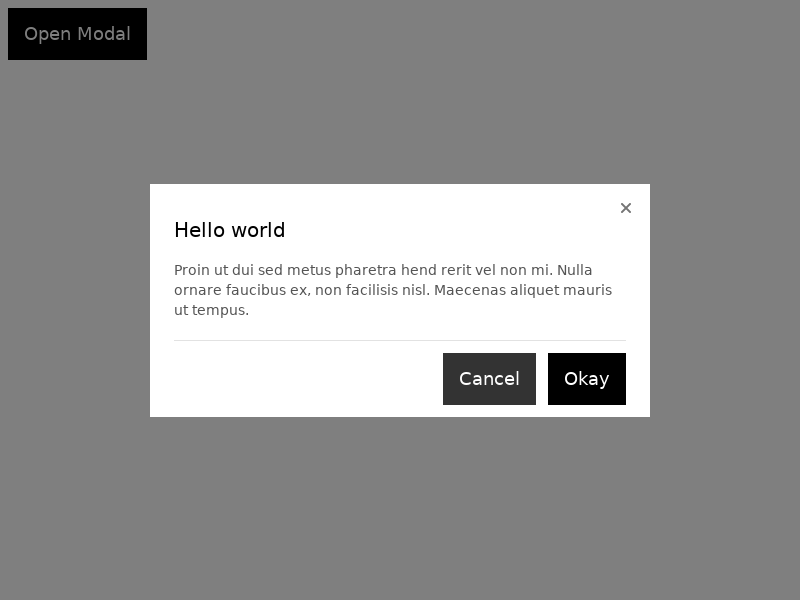 Open Modal
×
Hello world
Proin ut dui sed metus pharetra hend rerit vel non mi. Nulla
ornare faucibus ex, non facilisis nisl. Maecenas aliquet mauris
ut tempus.
Cancel Okay